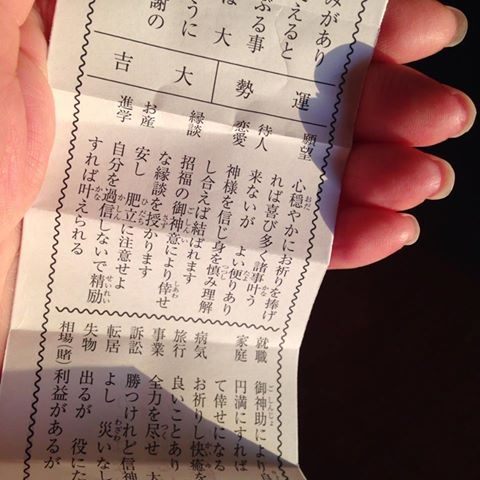 みがあり
えると
ぶる事
は 大
うに
謝の
運勢
大吉
願望 心穏やかにお祈りを捧げ
れば喜び多く諸事叶う
待人 来ないが よい便りあり
恋愛 神様を信じ身を慎み理解
し合えば結ばれます
縁談 招福の御神意により倖せ
な縁談を授かります
お産 安し 肥立に注意せよ
進学 自分を過信しないで精励
すれば叶えられる
就職 御神助により
家庭 円満にすれば
て倖せになる
病気 お祈りし快癒を
旅行 良いことあり
事業 全力を尽せ 大
訴訟 勝つけれど信神
転居 よし 災いなし
失物 出るが 役にた
相場(賭 利益があるが